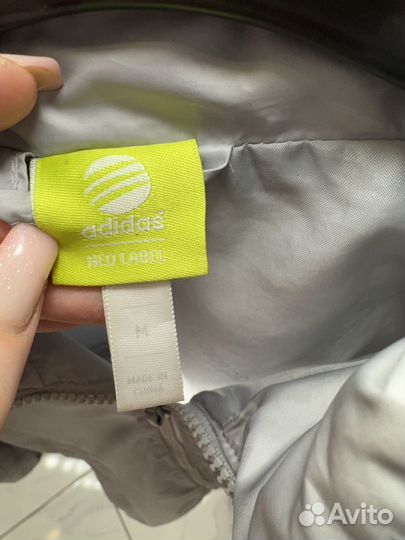 adidas
NEO LABEL
M
MADE IN
CHINA
Avito